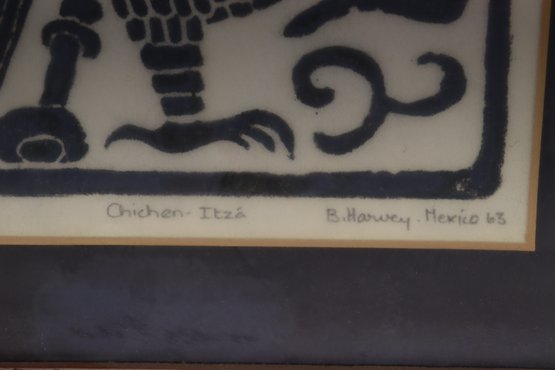 Chichen-Itzá
B. Harvey. Mexico 63